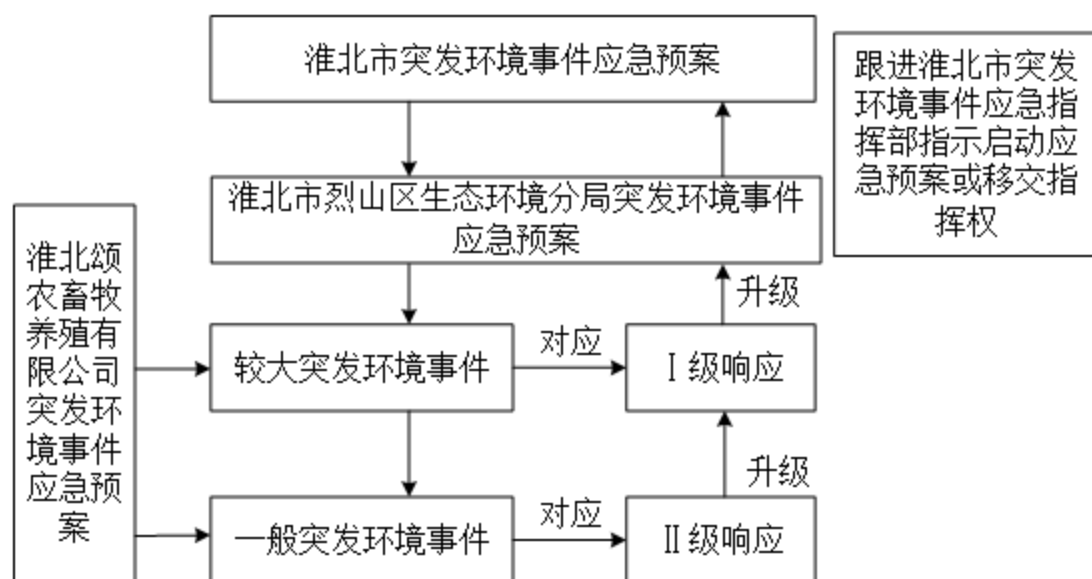 淮北市突发环境事件应急预案
跟进淮北市突发
环境事件应急指
挥部指示启动应
急预案或移交指
挥权
淮北市烈山区生态环境分局突发环境事件
应急预案
淮北颂
农畜牧
养殖有
限公司
突发环
境事件
应急预
案
升级
较大突发环境事件
对应
Ⅰ级响应
升级
一般突发环境事件
对应
Ⅱ级响应